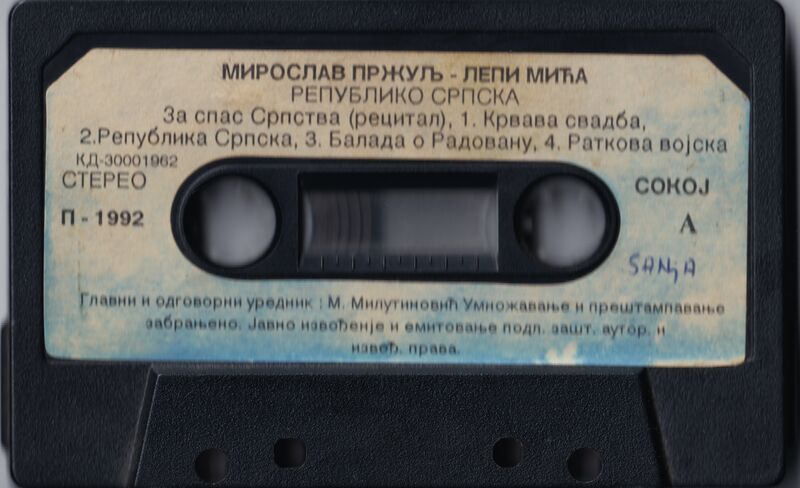 МИРОСЛАВ ПРЖУЉ - ЛЕПИ МИЋА
РЕПУБЛИКО СРПСКА
За спас Српства (рецитал), 1. Крвава свадба,
2.Република Српска, 3. Балада о Радовану, 4. Раткова војска
КД-30001962
СТЕРЕО
СОКОЈ
П - 1992
А
SANjA
Главни и одговорни уредник : М. Милутиновић Умножавање и прештампавање
забрањено. Јавно извођенје и емитовање подл. зашт. аутор. и
извођ. права.